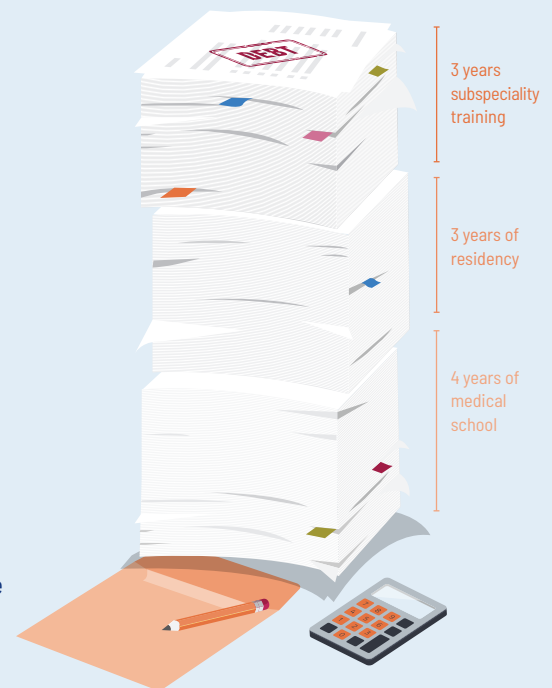 DEBT
3 years
subspeciality
training
3 years of
residency
4 years of
medical
school
e